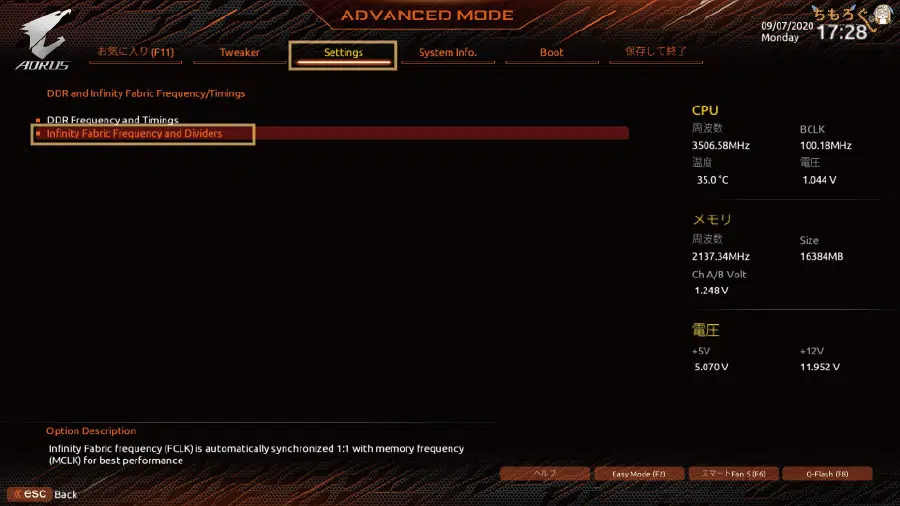 ADVANCED MODE
ちもろぐ
09/07/2020
Monday
17:28
AORUS
お気に入り (F11)
Tweaker
Settings
System Info.
Boot
保存して終了
DDR and Infinity Fabric Frequency/Timings
DDR Frequency and Timings
Infinity Fabric Frequency and Dividers
CPU
周波数
BCLK
3506.58MHz
100.18MHz
温度
電圧
35.0 °C
1.044 V
メモリ
周波数
Size
2137.34MHz
16384MB
Ch A/B Volt
1.248 V
電圧
+5V
+12V
5.070 V
11.952 V
Option Description
Infinity Fabric frequency (FCLK) is automatically synchronized 1:1 with memory frequency
(MCLK) for best performance
ヘルプ
Easy Mode (F2)
スマート Fan 5 (F6)
Q-Flash (F8)
esc Back